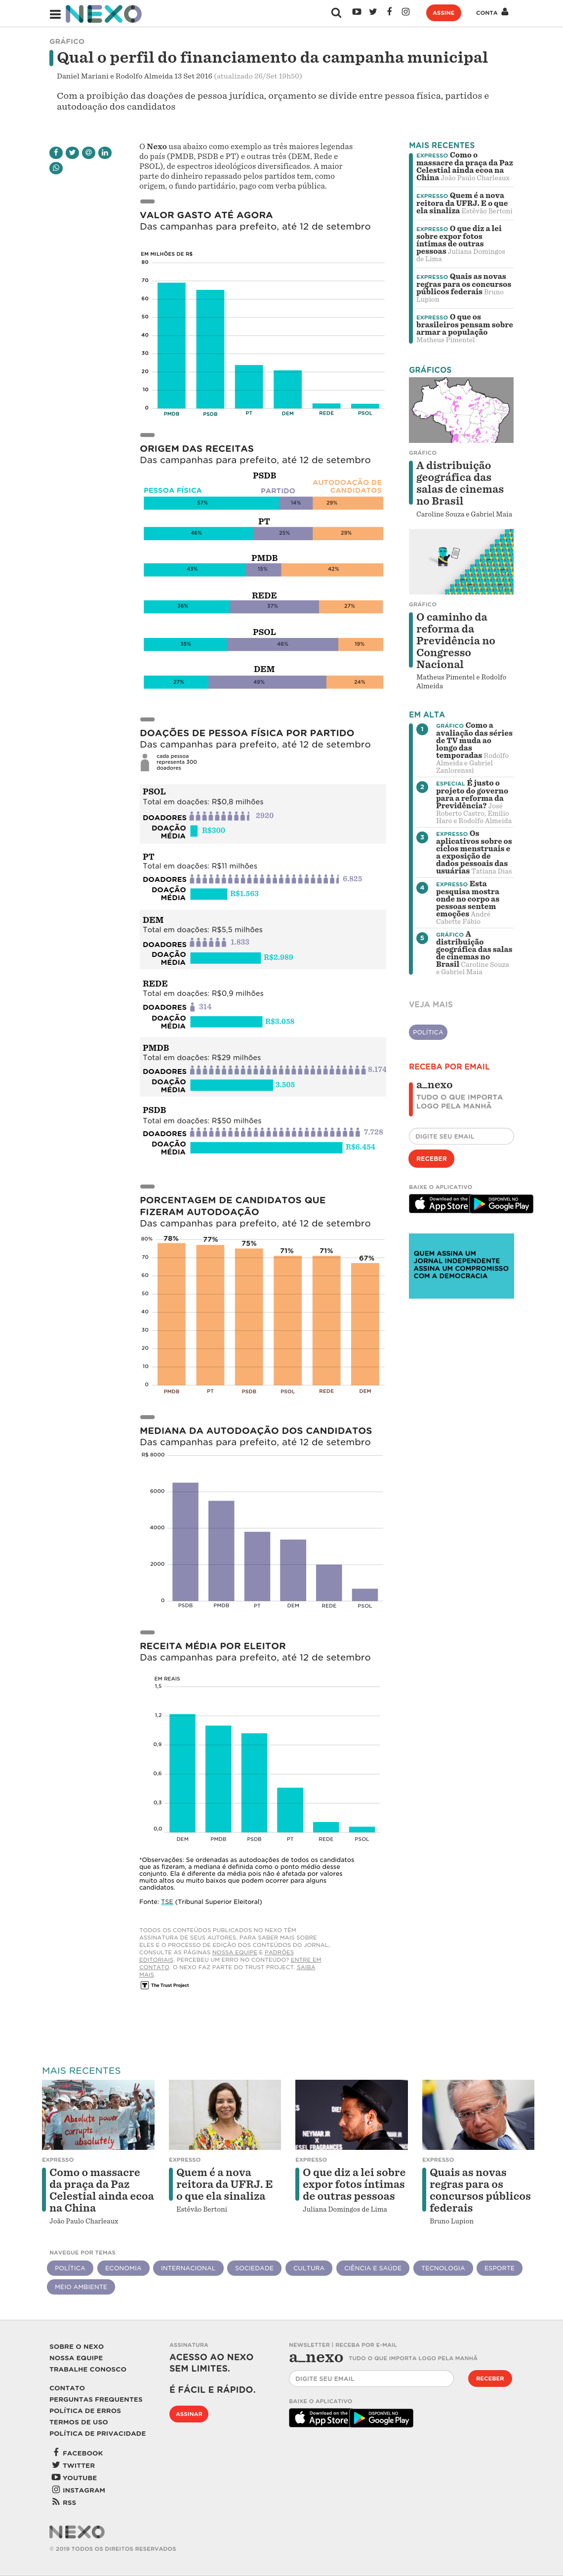 NEXO
ASSINE
CONTA
GRÁFICO
Qual o perfil do financiamento da campanha municipal
Daniel Mariani e Rodolfo Almeida 13 Set 2016 (atualizado 26/Set 19h50)
Com a proibição das doações de pessoa jurídica, orçamento se divide entre pessoa física, partidos e
autodoação dos candidatos
O Nexo usa abaixo como exemplo as três maiores legendas
do país (PMDB, PSDB e PT) e outras três (DEM, Rede e
PSOL), de espectros ideológicos diversificados. A maior
parte do dinheiro repassado pelos partidos tem, como
origem, o fundo partidário, pago com verba pública.
VALOR GASTO ATÉ AGORA
Das campanhas para prefeito, até 12 de setembro
EM MILHÕES DE R$
80
70
60
50
40
30
20
10
0
PMDB
PSDB
PT
DEM
REDE
PSOL
ORIGEM DAS RECEITAS
Das campanhas para prefeito, até 12 de setembro
PSDB
PESSOA FÍSICA
PARTIDO
AUTODOAÇÃO DE
CANDIDATOS
57%
14%
29%
PT
46%
25%
29%
PMDB
43%
15%
42%
REDE
36%
37%
27%
PSOL
35%
46%
19%
DEM
27%
49%
24%
DOAÇÕES DE PESSOA FÍSICA POR PARTIDO
Das campanhas para prefeito, até 12 de setembro
cada pessoa
representa 300
doadores
PSOL
Total em doações: R$0,8 milhões
DOADORES
2920
DOAÇÃO
MÉDIA
R$300
PT
Total em doações: R$11 milhões
DOADORES
6.825
DOAÇÃO
MÉDIA
R$1.563
DEM
Total em doações: R$5,5 milhões
DOADORES
1.833
DOAÇÃO
MÉDIA
R$2.989
REDE
Total em doações: R$0,9 milhões
DOADORES
314
DOAÇÃO
MÉDIA
R$3.058
PMDB
Total em doações: R$29 milhões
DOADORES
8.174
DOAÇÃO
MÉDIA
3.505
PSDB
Total em doações: R$50 milhões
DOADORES
7.728
DOAÇÃO
MÉDIA
R$6.454
PORCENTAGEM DE CANDIDATOS QUE
FIZERAM AUTODOAÇÃO
Das campanhas para prefeito, até 12 de setembro
80%
70
60
50
40
30
20
10
0
78%
77%
75%
71%
71%
67%
PMDB
PT
PSDB
PSOL
REDE
DEM
MEDIANA DA AUTODOAÇÃO DOS CANDIDATOS
Das campanhas para prefeito, até 12 de setembro
R$ 8000
6000
4000
2000
0
PSDB
PMDB
PT
DEM
REDE
PSOL
RECEITA MÉDIA POR ELEITOR
Das campanhas para prefeito, até 12 de setembro
EM REAIS
1,5
1,2
0,9
0,6
0,3
0,0
DEM
PMDB
PSDB
PT
REDE
PSOL
*Observações: Se ordenadas as autodoações de todos os candidatos
que as fizeram, a mediana é definida como o ponto médio desse
conjunto. Ela é diferente da média pois não é afetada por valores
muito altos ou muito baixos que podem ocorrer para alguns
candidatos.
Fonte: TSE (Tribunal Superior Eleitoral)
TODOS OS CONTEÚDOS PUBLICADOS NO NEXO TÊM
ASSINATURA DE SEUS AUTORES. PARA SABER MAIS SOBRE
ELES E O PROCESSO DE EDIÇÃO DOS CONTEÚDOS DO JORNAL,
CONSULTE AS PÁGINAS NOSSA EQUIPE E PADRÕES
EDITORIAIS. PERCEBEU UM ERRO NO CONTEÚDO? ENTRE EM
CONTATO. O NEXO FAZ PARTE DO TRUST PROJECT. SAIBA
MAIS.
The Trust Project
MAIS RECENTES
EXPRESSO Como o
massacre da praça da Paz
Celestial ainda ecoa na
China João Paulo Charleaux
EXPRESSO Quem é a nova
reitora da UFRJ. E o que
ela sinaliza Estêvão Bertoni
EXPRESSO O que diz a lei
sobre expor fotos
íntimas de outras
pessoas Juliana Domingos
de Lima
EXPRESSO Quais as novas
regras para os concursos
públicos federais Bruno
Lupion
EXPRESSO O que os
brasileiros pensam sobre
armar a população
Matheus Pimentel
GRÁFICOS
GRÁFICO
A distribuição
geográfica das
salas de cinemas
no Brasil
Caroline Souza e Gabriel Maia
GRÁFICO
O caminho da
reforma da
Previdência no
Congresso
Nacional
Matheus Pimentel e Rodolfo
Almeida
EM ALTA
1
GRÁFICO Como a
avaliação das séries
de TV muda ao
longo das
temporadas Rodolfo
Almeida e Gabriel
Zanlorenssi
2
ESPECIAL É justo o
projeto do governo
para a reforma da
Previdência? José
Roberto Castro, Emilio
Haro e Rodolfo Almeida
3
EXPRESSO Os
aplicativos sobre os
ciclos menstruais e
a exposição de
dados pessoais das
usuárias Tatiana Dias
4
EXPRESSO Esta
pesquisa mostra
onde no corpo as
pessoas sentem
emoções André
Cabette Fábio
5
GRÁFICO A
distribuição
geográfica das salas
de cinemas no
Brasil Caroline Souza
e Gabriel Maia
VEJA MAIS
POLÍTICA
RECEBA POR EMAIL
a_nexo
TUDO O QUE IMPORTA
LOGO PELA MANHÃ
DIGITE SEU EMAIL
RECEBER
BAIXE O APLICATIVO
Download on the
App Store
DISPONÍVEL NO
Google Play
QUEM ASSINA UM
JORNAL INDEPENDENTE
ASSINA UM COMPROMISSO
COM A DEMOCRACIA
MAIS RECENTES
Absolute power
corrupts
absolutely
NEYMAR JR
DIESEL FRAGRANCES
EXPRESSO
Como o massacre
da praça da Paz
Celestial ainda ecoa
na China
João Paulo Charleaux
EXPRESSO
Quem é a nova
reitora da UFRJ. E
o que ela sinaliza
Estêvão Bertoni
EXPRESSO
O que diz a lei sobre
expor fotos íntimas
de outras pessoas
Juliana Domingos de Lima
EXPRESSO
Quais as novas
regras para os
concursos públicos
federais
Bruno Lupion
NAVEGUE POR TEMAS
POLÍTICA
ECONOMIA
INTERNACIONAL
SOCIEDADE
CULTURA
CIÊNCIA E SAÚDE
TECNOLOGIA
ESPORTE
MEIO AMBIENTE
SOBRE O NEXO
NOSSA EQUIPE
TRABALHE CONOSCO
CONTATO
PERGUNTAS FREQUENTES
POLÍTICA DE ERROS
TERMOS DE USO
POLÍTICA DE PRIVACIDADE
FACEBOOK
TWITTER
YOUTUBE
INSTAGRAM
RSS
ASSINATURA
ACESSO AO NEXO
SEM LIMITES.
É FÁCIL E RÁPIDO.
ASSINAR
NEWSLETTER | RECEBA POR E-MAIL
a_nexo TUDO O QUE IMPORTA LOGO PELA MANHÃ
DIGITE SEU EMAIL
RECEBER
BAIXE O APLICATIVO
Download on the
App Store
DISPONÍVEL NO
Google Play
NEXO
© 2019 TODOS OS DIREITOS RESERVADOS